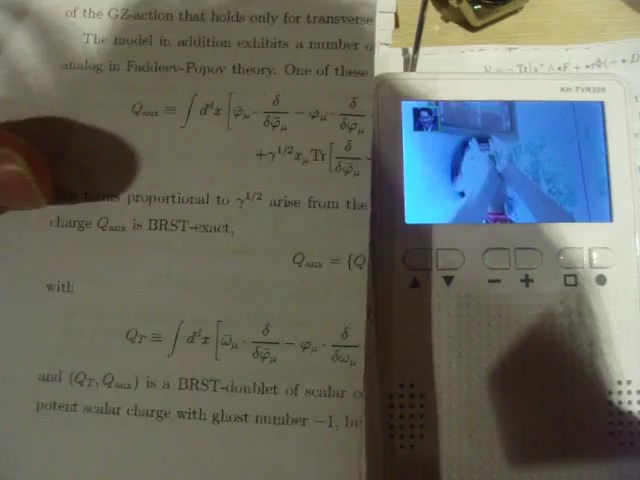 of the GZ-action that holds only for transverse
The model in addition exhibits a number o
analog in Faddeev-Popov theory. One of these
Q_aux ≡ ∫ d^d x [ φ̄_μ · δ/δφ̄_μ − φ_μ · δ/δφ_μ
+γ^{1/2} x_μ Tr[ δ/δφ̄_μ -
proportional to γ^{1/2} arise from the
charge Q_aux is BRST-exact,
Q_aux = {Q
with
Q_T ≡ ∫ d^d x [ ω̄_μ · δ/δφ̄_μ − φ_μ · δ/δω_μ
and (Q_T, Q_aux) is a BRST-doublet of scalar c
potent scalar charge with ghost number −1, bu
KH-TVR300